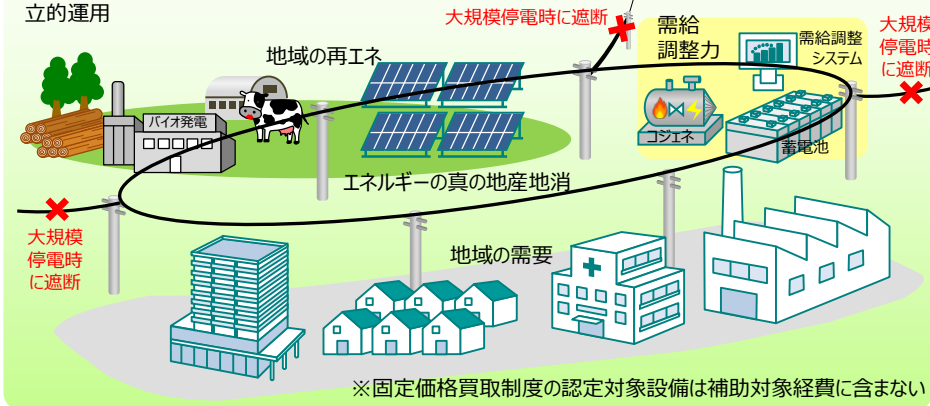 立的運用
大規模停電時に遮断
需給
調整力
需給調整
システム
大規模
停電時
に遮断
地域の再エネ
バイオ発電
コジェネ
蓄電池
エネルギーの真の地産地消
大規模
停電時
に遮断
地域の需要
※固定価格買取制度の認定対象設備は補助対象経費に含まない